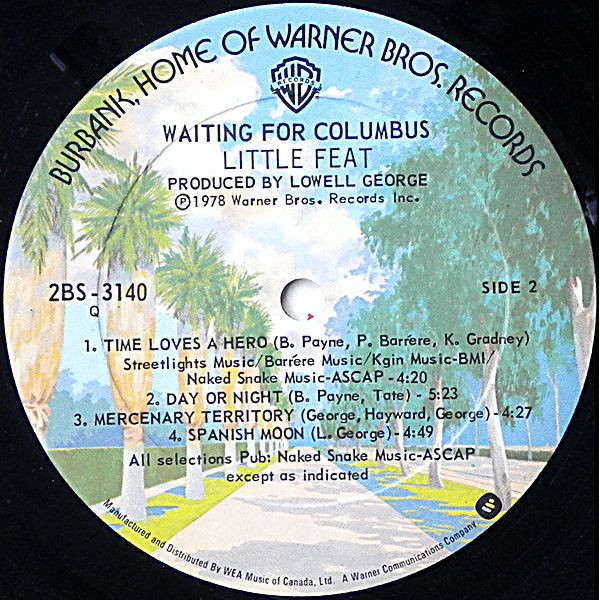 BURBANK, HOME OF WARNER BROS. RECORDS
WB
RECORDS
WAITING FOR COLUMBUS
LITTLE FEAT
PRODUCED BY LOWELL GEORGE
Ⓟ1978 Warner Bros. Records Inc.
2BS-3140
Q
SIDE 2
1. TIME LOVES A HERO (B. Payne, P. Barrére, K. Gradney)
Streetlights Music/Barrére Music/Kgin Music-BMI/
Naked Snake Music-ASCAP - 4:20
2. DAY OR NIGHT (B. Payne, Tate) - 5:23
3. MERCENARY TERRITORY (George, Hayward, George) - 4:27
4. SPANISH MOON (L. George) - 4:49
All selections Pub: Naked Snake Music-ASCAP
except as indicated
Manufactured and Distributed By WEA Music of Canada, Ltd. A Warner Communications Company